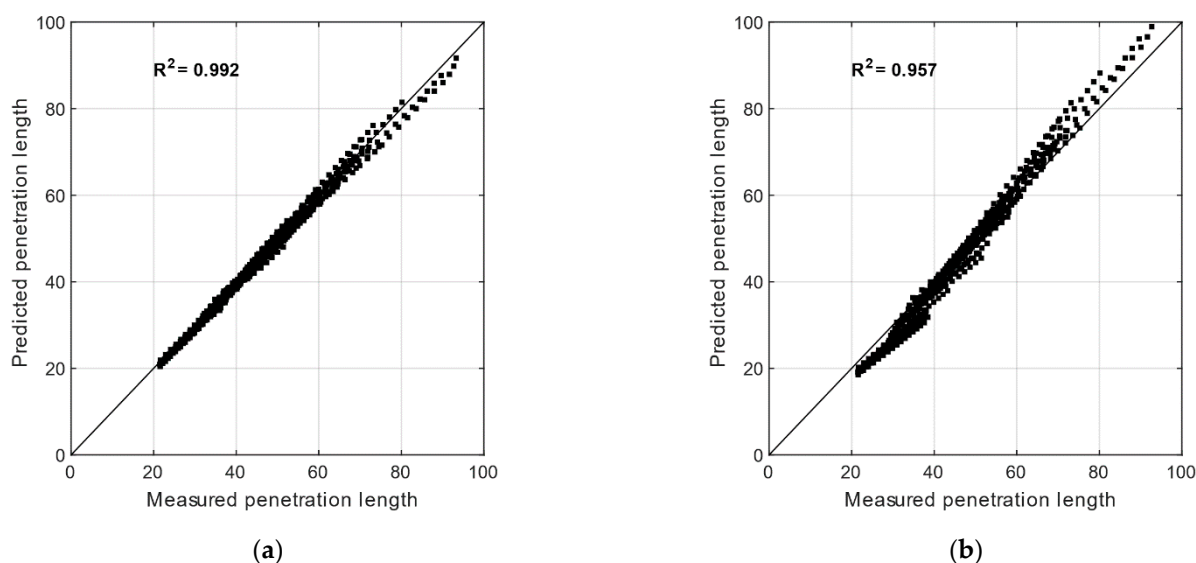 100
80
60
40
20
0
Predicted penetration length
R² = 0.992
0 20 40 60 80 100
Measured penetration length
(a)
100
80
60
40
20
0
Predicted penetration length
R² = 0.957
0 20 40 60 80 100
Measured penetration length
(b)